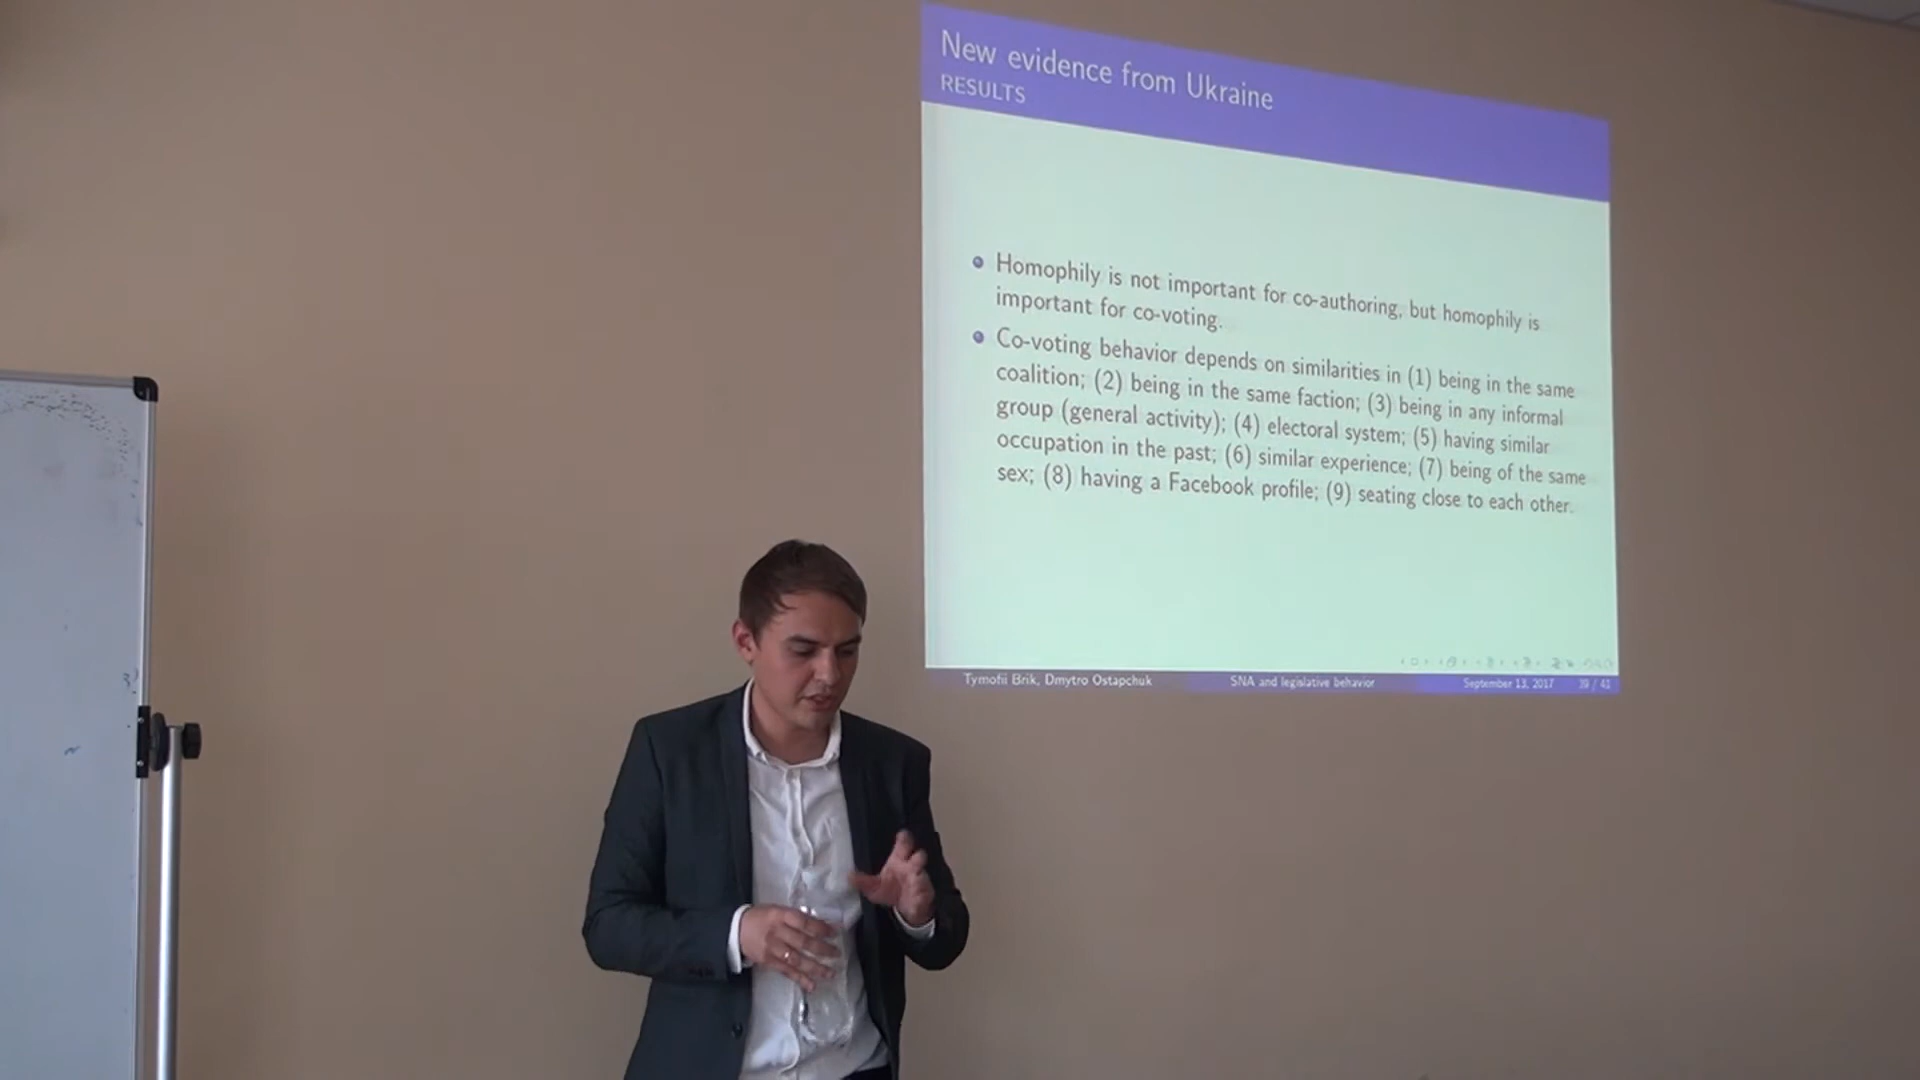 New evidence from Ukraine
RESULTS
Homophily is not important for co-authoring, but homophily is
important for co-voting.
Co-voting behavior depends on similarities in (1) being in the same
coalition; (2) being in the same faction; (3) being in any informal
group (general activity); (4) electoral system; (5) having similar
occupation in the past; (6) similar experience; (7) being of the same
sex; (8) having a Facebook profile; (9) seating close to each other.
Tymofii Brik, Dmytro Ostapchuk SNA and legislative behavior September 13, 2017 39 / 41